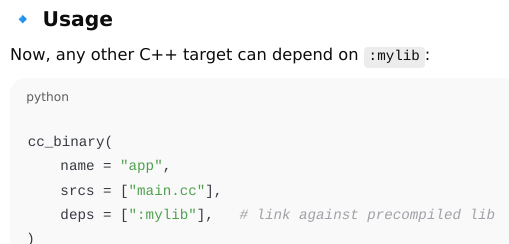 🔹 Usage
Now, any other C++ target can depend on :mylib:
python
cc_binary(
    name = "app",
    srcs = ["main.cc"],
    deps = [":mylib"],   # link against precompiled lib
)